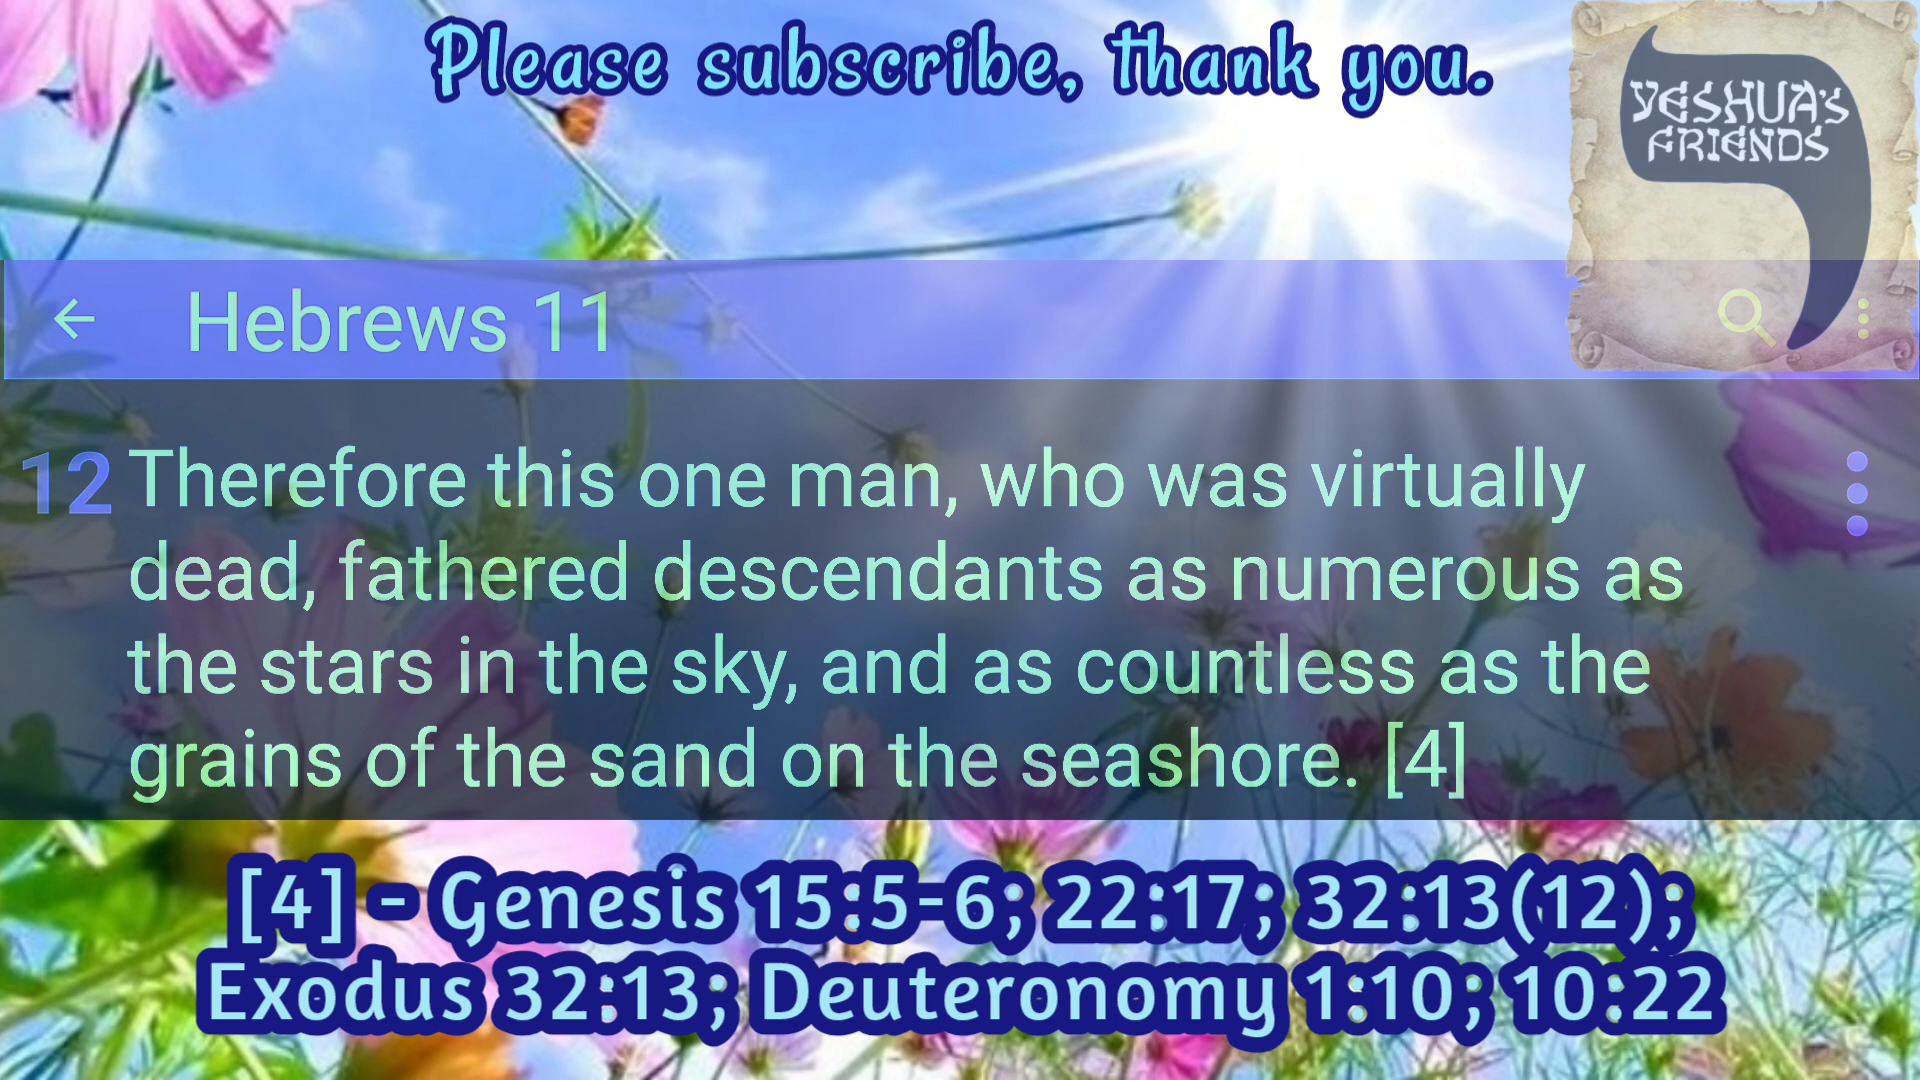 Please subscribe, thank you.
YESHUA'S
FRIENDS
Hebrews 11
12 Therefore this one man, who was virtually
dead, fathered descendants as numerous as
the stars in the sky, and as countless as the
grains of the sand on the seashore. [4]
[4] - Genesis 15:5-6; 22:17; 32:13(12);
Exodus 32:13; Deuteronomy 1:10; 10:22